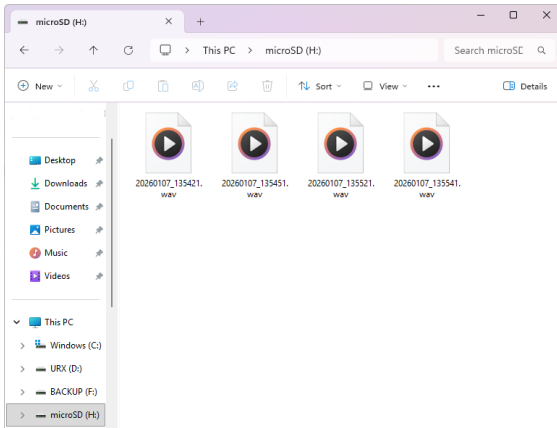 microSD (H:)
This PC > microSD (H:)
Search microSD
New
Sort
View
Details
Desktop
Downloads
Documents
Pictures
Music
Videos
This PC
Windows (C:)
URX (D:)
BACKUP (F:)
microSD (H:)
20260107_135421.
wav
20260107_135451.
wav
20260107_135521.
wav
20260107_135541.
wav